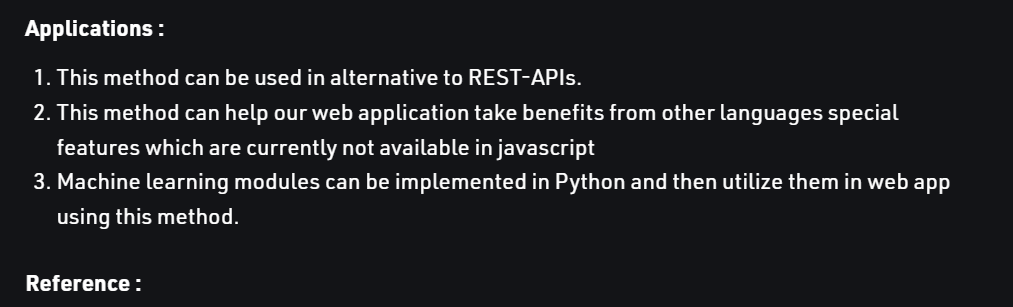 Applications :
1. This method can be used in alternative to REST-APIs.
2. This method can help our web application take benefits from other languages special
features which are currently not available in javascript
3. Machine learning modules can be implemented in Python and then utilize them in web app
using this method.
Reference :